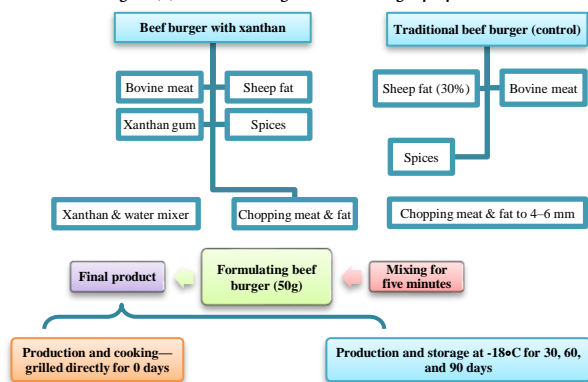 Beef burger with xanthan
Traditional beef burger (control)
Bovine meat
Sheep fat
Sheep fat (30%)
Bovine meat
Xanthan gum
Spices
Spices
Xanthan & water mixer
Chopping meat & fat
Chopping meat & fat to 4–6 mm
Final product
Formulating beef
burger (50g)
Mixing for
five minutes
Production and cooking—
grilled directly for 0 days
Production and storage at -18∘C for 30, 60,
and 90 days